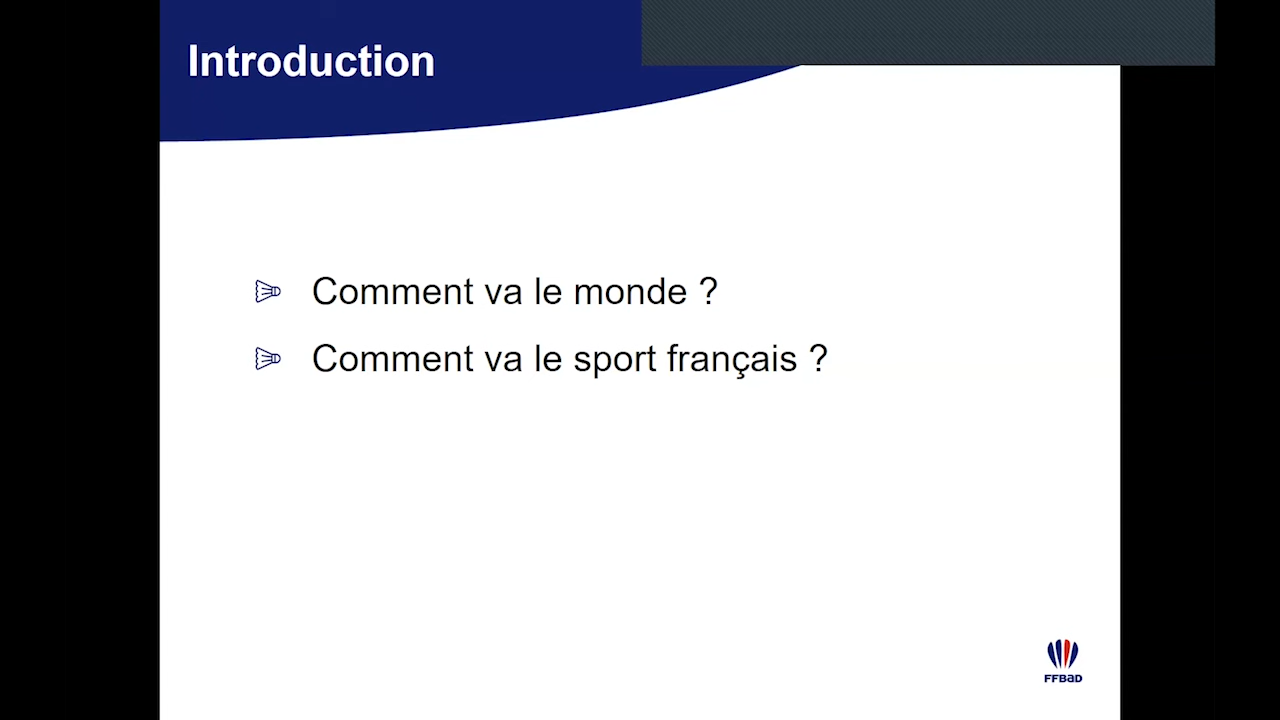 Introduction
Comment va le monde ?
Comment va le sport français ?
FFBaD